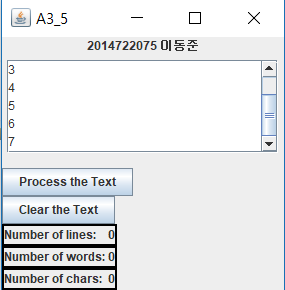 A3_5
2014722075 이동준
3
4
5
6
7
Process the Text
Clear the Text
Number of lines: 0
Number of words: 0
Number of chars: 0